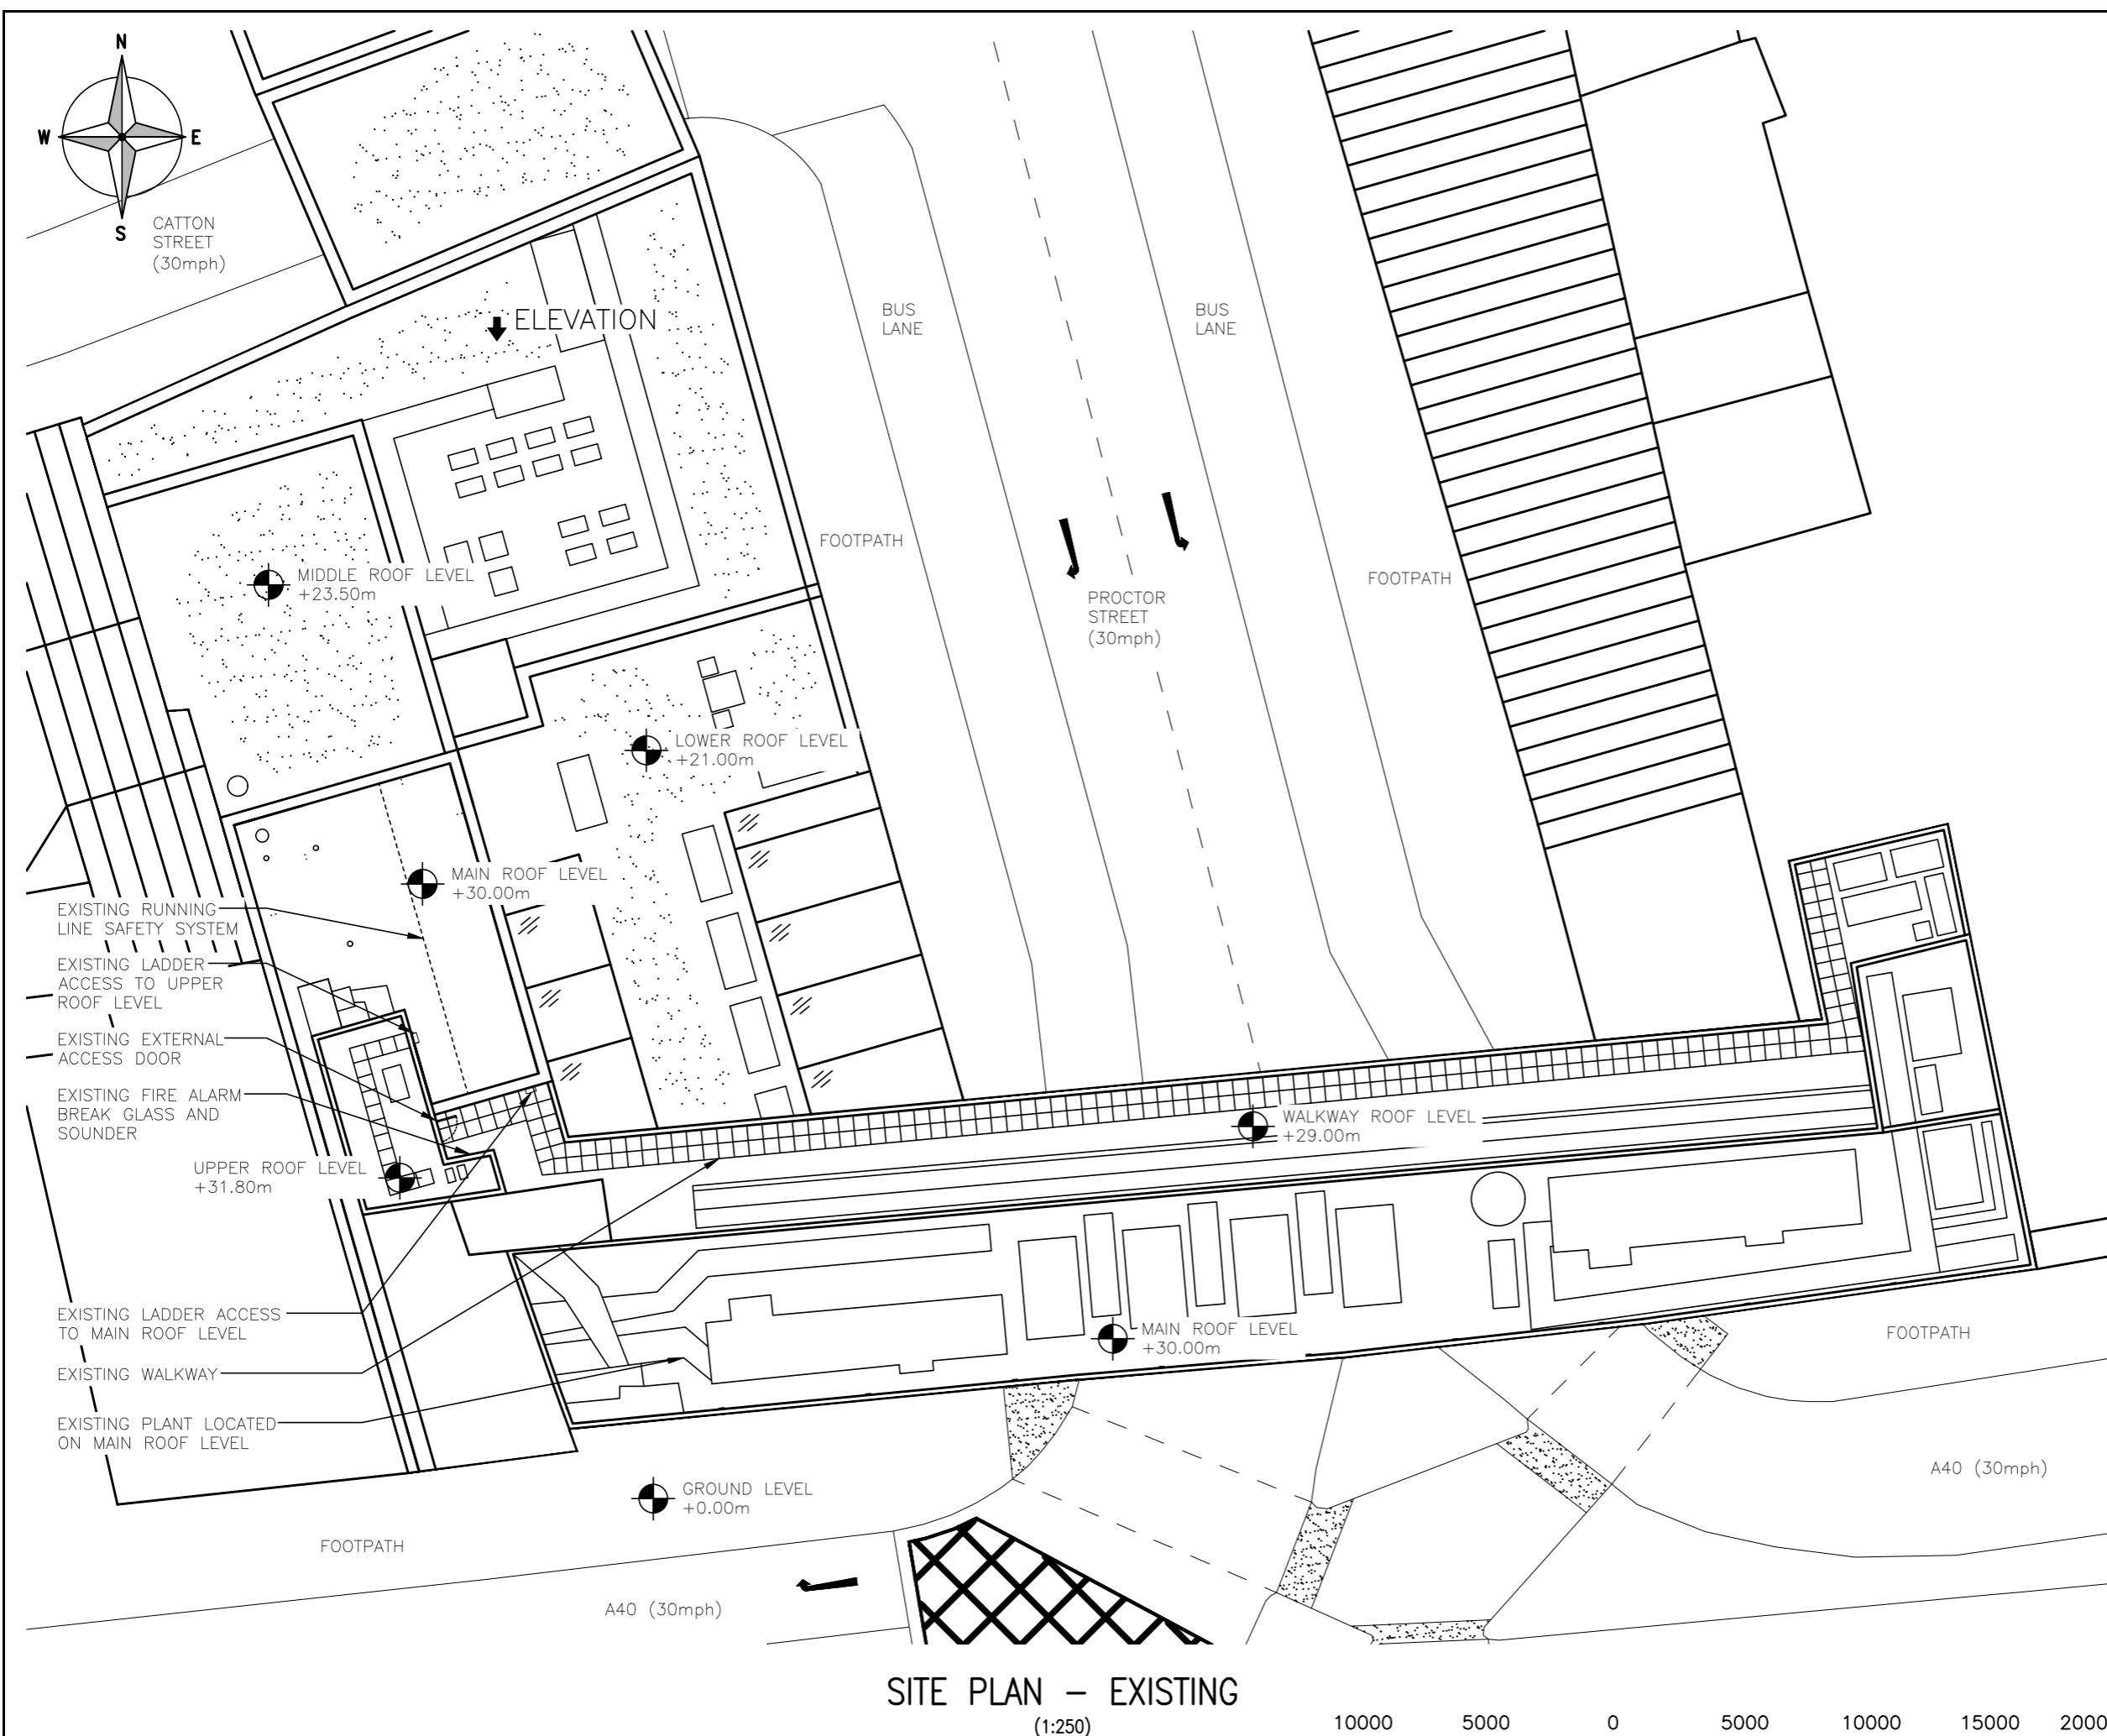 N
W
E
S
CATTON
STREET
(30mph)
ELEVATION
BUS
LANE
BUS
LANE
FOOTPATH
FOOTPATH
PROCTOR
STREET
(30mph)
MIDDLE ROOF LEVEL
+23.50m
LOWER ROOF LEVEL
+21.00m
MAIN ROOF LEVEL
+30.00m
EXISTING RUNNING
LINE SAFETY SYSTEM
EXISTING LADDER
ACCESS TO UPPER
ROOF LEVEL
EXISTING EXTERNAL
ACCESS DOOR
EXISTING FIRE ALARM
BREAK GLASS AND
SOUNDER
UPPER ROOF LEVEL
+31.80m
WALKWAY ROOF LEVEL
+29.00m
EXISTING LADDER ACCESS
TO MAIN ROOF LEVEL
EXISTING WALKWAY
EXISTING PLANT LOCATED
ON MAIN ROOF LEVEL
MAIN ROOF LEVEL
+30.00m
FOOTPATH
GROUND LEVEL
+0.00m
A40 (30mph)
FOOTPATH
A40 (30mph)
SITE PLAN – EXISTING
(1:250)
10000 5000 0 5000 10000 15000 2000